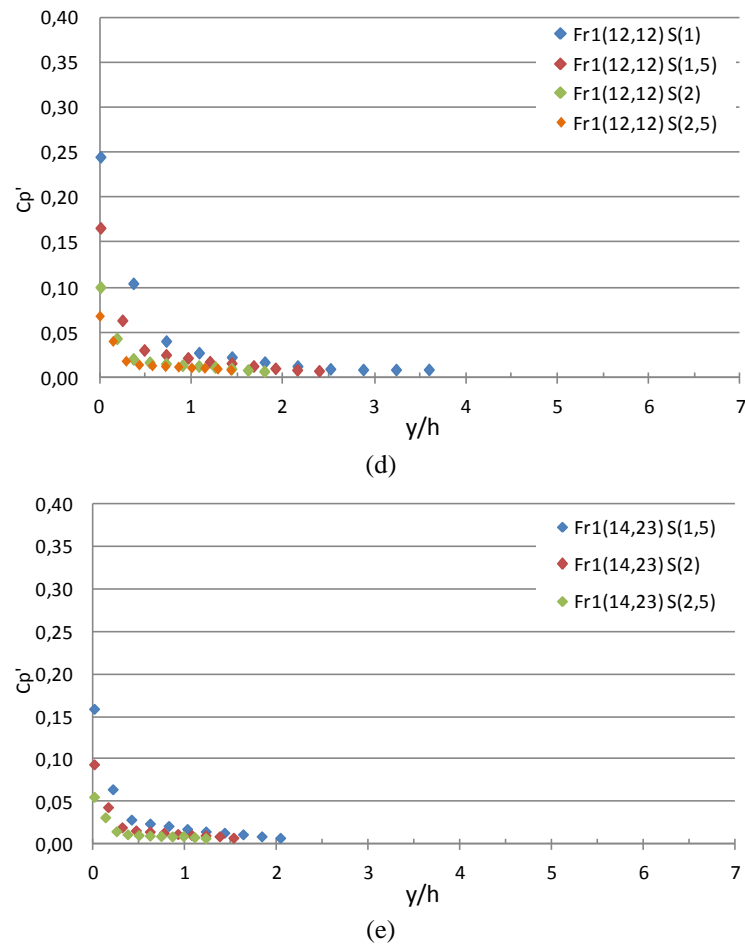 0,40
0,35
0,30
0,25
0,20
0,15
0,10
0,05
0,00
Cp'
Fr1(12,12) S(1)
Fr1(12,12) S(1,5)
Fr1(12,12) S(2)
Fr1(12,12) S(2,5)
0 1 2 3 4 5 6 7
y/h
(d)
0,40
0,35
0,30
0,25
0,20
0,15
0,10
0,05
0,00
Cp'
Fr1(14,23) S(1,5)
Fr1(14,23) S(2)
Fr1(14,23) S(2,5)
0 1 2 3 4 5 6 7
y/h
(e)